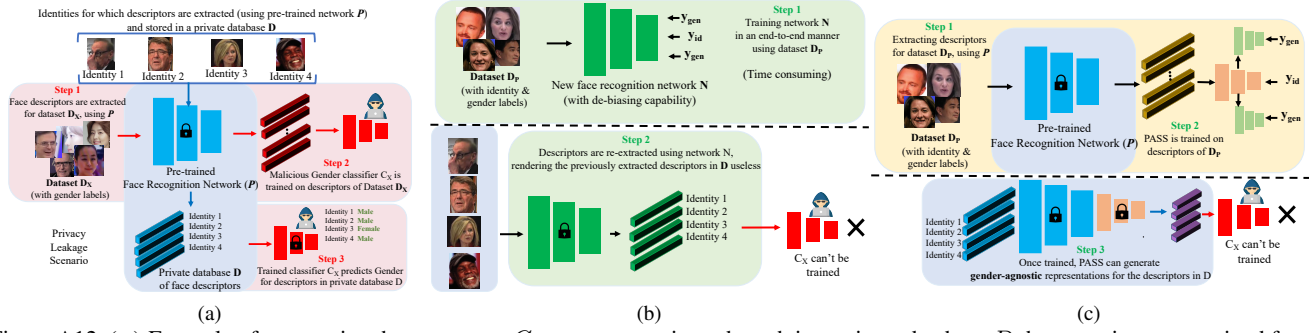 Identities for which descriptors are extracted (using pre-trained network P)
and stored in a private database D
Identity 1
Identity 2
Identity 3
Identity 4
Step 1
Face descriptors are extracted
for dataset DX, using P
Dataset DX
(with gender labels)
Pre-trained
Face Recognition Network (P)
Step 2
Malicious Gender classifier CX is
trained on descriptors of Dataset DX
Privacy
Leakage
Scenario
Identity 1
Identity 2
Identity 3
Identity 4
Private database D
of face descriptors
Identity 1 Male
Identity 2 Male
Identity 3 Female
Identity 4 Male
Step 3
Trained classifier CX predicts Gender
for descriptors in private database D
(a)
Dataset DP
(with identity &
gender labels)
ygen
yid
ygen
New face recognition network N
(with de-biasing capability)
Step 1
Training network N
in an end-to-end manner
using dataset DP
(Time consuming)
Step 2
Descriptors are re-extracted using network N,
rendering the previously extracted descriptors in D useless
Identity 1
Identity 2
Identity 3
Identity 4
CX can't be
trained
(b)
Step 1
Extracting descriptors
for dataset DP, using P
Dataset DP
(with identity &
gender labels)
Pre-trained
Face Recognition Network (P)
Step 2
PASS is trained on
descriptors of DP
ygen
yid
ygen
Identity 1
Identity 2
Identity 3
Identity 4
Step 3
Once trained, PASS can generate
gender-agnostic representations for the descriptors in D
CX can't be
trained
(c)